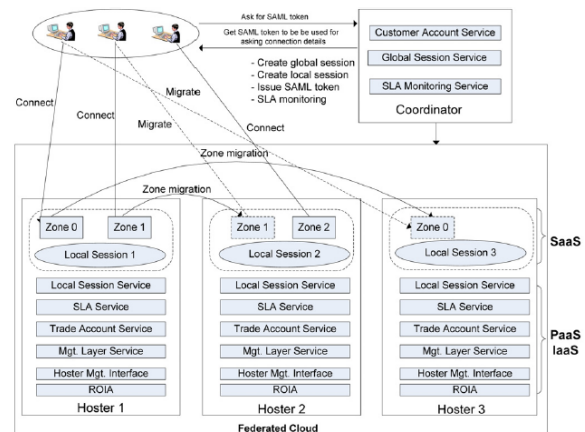 Ask for SAML token
Get SAML token to be be used for
asking connection details
- Create global session
- Create local session
- Issue SAML token
- SLA monitoring
Customer Account Service
Global Session Service
SLA Monitoring Service
Coordinator
Connect
Connect
Migrate
Migrate
Connect
Zone migration
Zone migration
Zone 0
Zone 1
Local Session 1
Local Session Service
SLA Service
Trade Account Service
Mgt. Layer Service
Hoster Mgt. Interface
ROIA
Hoster 1
Zone 1
Zone 2
Local Session 2
Local Session Service
SLA Service
Trade Account Service
Mgt. Layer Service
Hoster Mgt. Interface
ROIA
Hoster 2
Zone 0
Local Session 3
Local Session Service
SLA Service
Trade Account Service
Mgt. Layer Service
Hoster Mgt. Interface
ROIA
Hoster 3
SaaS
PaaS
IaaS
Federated Cloud